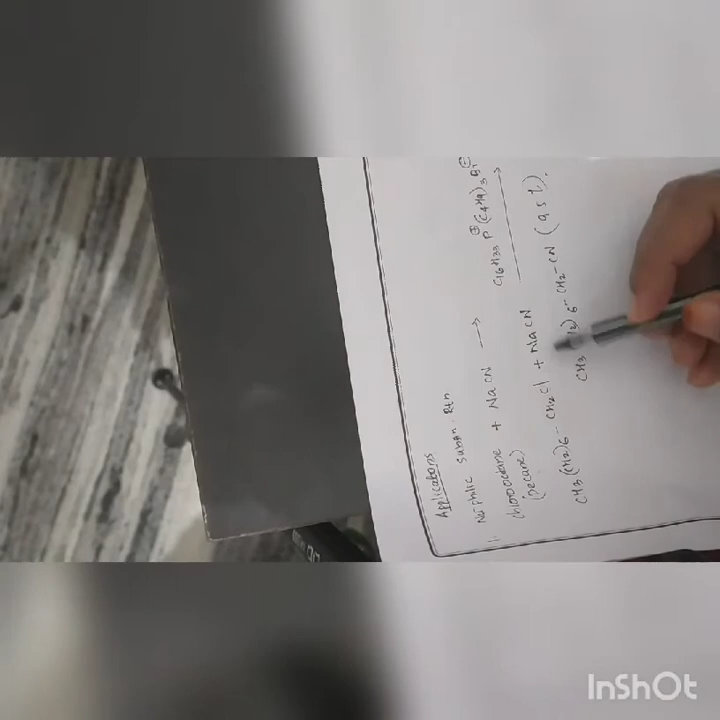 Applications
Nu'philic subsn. Rtn
1. Chlorooctane + NaCN →
(Decane)
C16H33 P⊕(C4H9)3 Br⊖
CH3(CH2)6-CH2Cl + NaCN →
CH3 6-CH2-CN (95%).
InShOt